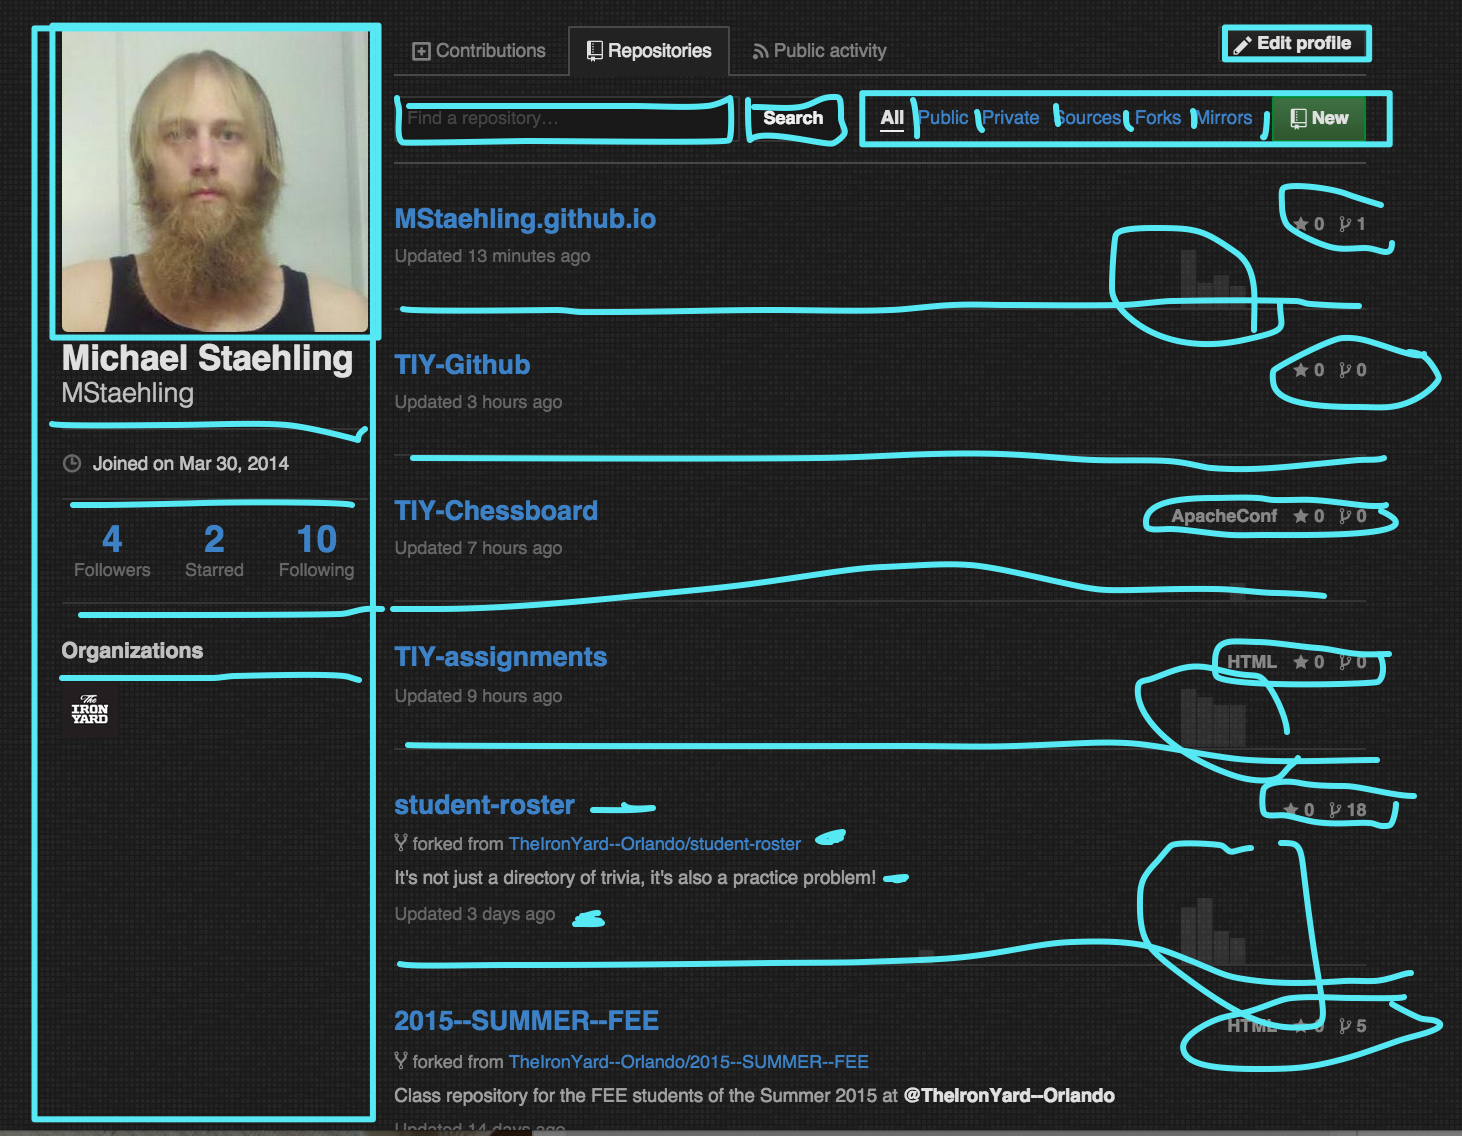 Contributions
Repositories
Public activity
Edit profile
Find a repository...
Search
All
Public
Private
Sources
Forks
Mirrors
New
Michael Staehling
MStaehling
Joined on Mar 30, 2014
4
2
10
Followers
Starred
Following
Organizations
The
IRON
YARD
MStaehling.github.io
0
1
Updated 13 minutes ago
TIY-Github
0
0
Updated 3 hours ago
TIY-Chessboard
ApacheConf
0
0
Updated 7 hours ago
TIY-assignments
HTML
0
0
Updated 9 hours ago
student-roster
0
18
forked from TheIronYard--Orlando/student-roster
It's not just a directory of trivia, it's also a practice problem!
Updated 3 days ago
2015--SUMMER--FEE
HTML
0
5
forked from TheIronYard--Orlando/2015--SUMMER--FEE
Class repository for the FEE students of the Summer 2015 at @TheIronYard--Orlando
Updated 14 days ago